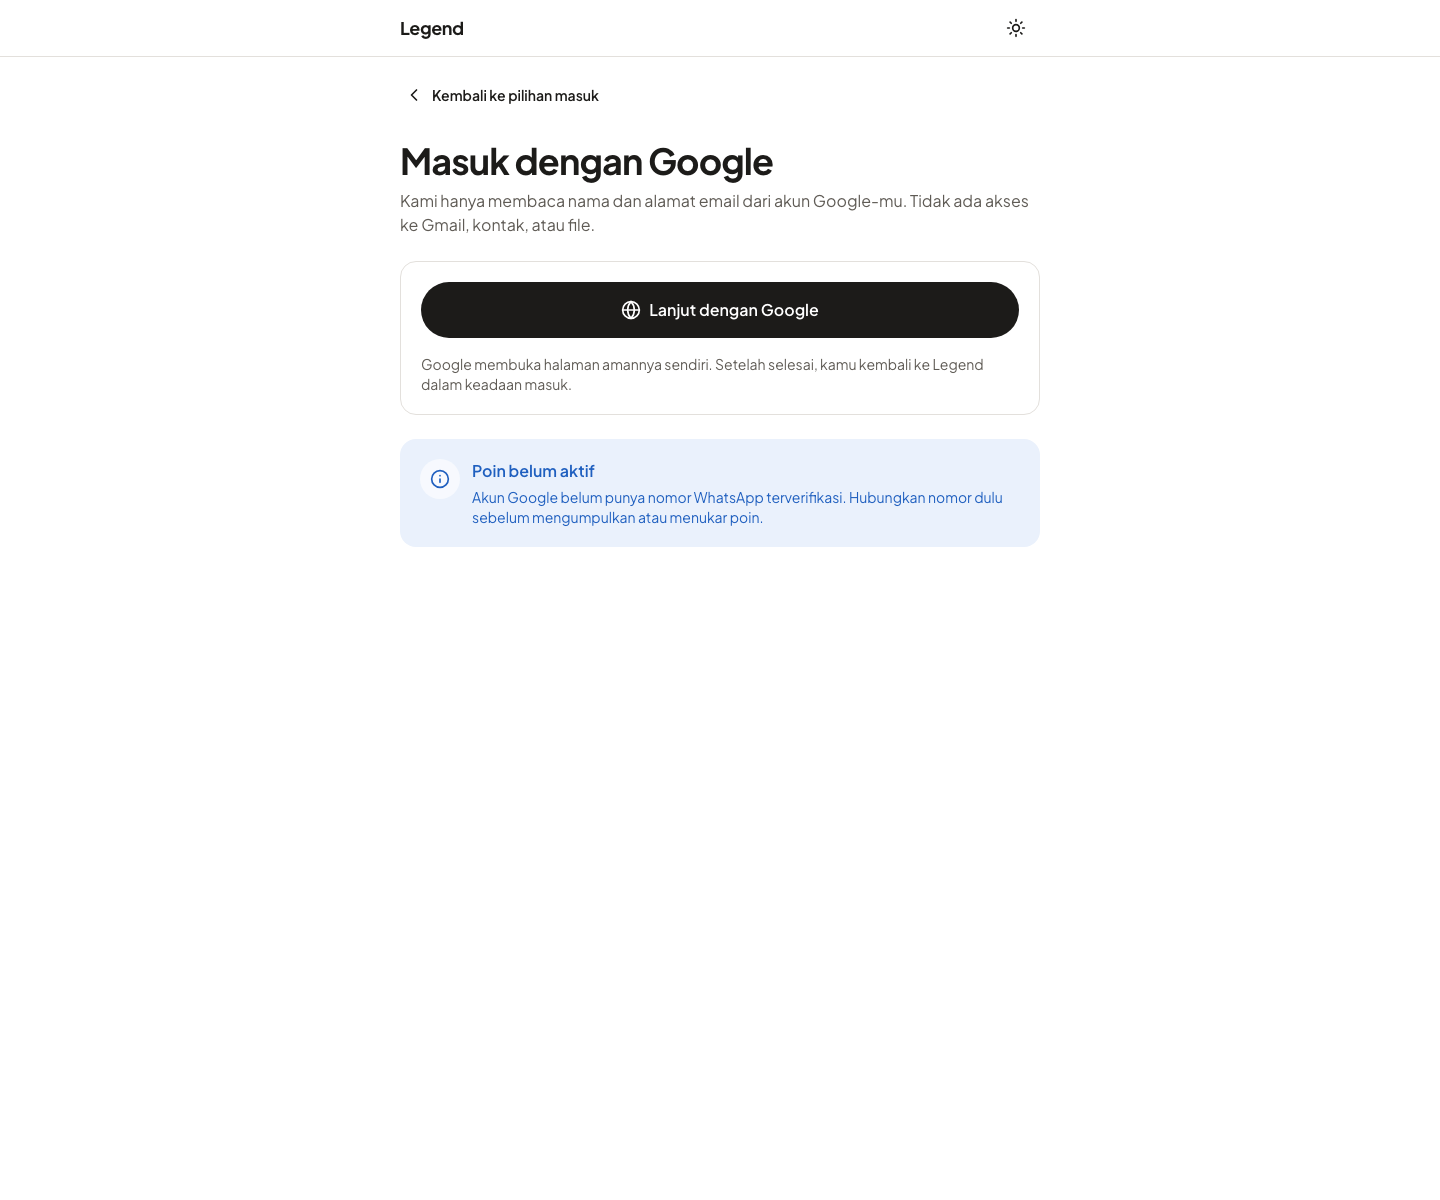 Legend
Kembali ke pilihan masuk
Masuk dengan Google
Kami hanya membaca nama dan alamat email dari akun Google-mu. Tidak ada akses
ke Gmail, kontak, atau file.
Lanjut dengan Google
Google membuka halaman amannya sendiri. Setelah selesai, kamu kembali ke Legend
dalam keadaan masuk.
Poin belum aktif
Akun Google belum punya nomor WhatsApp terverifikasi. Hubungkan nomor dulu
sebelum mengumpulkan atau menukar poin.